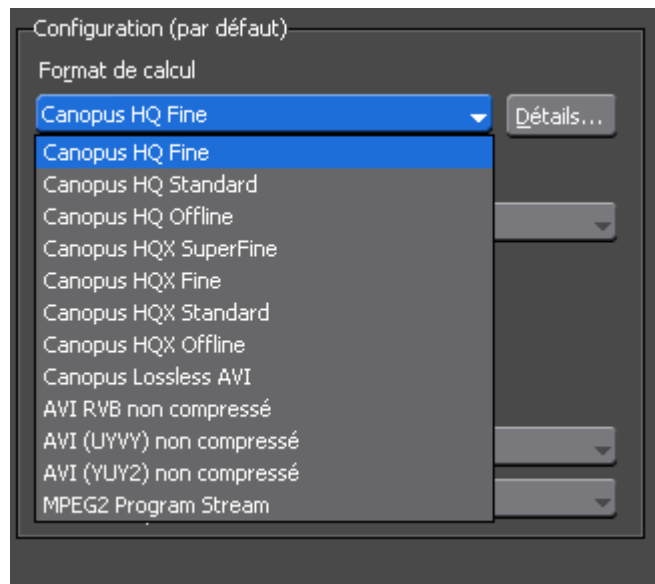 Configuration (par défaut)
Format de calcul
Canopus HQ Fine
Détails...
Canopus HQ Fine
Canopus HQ Standard
Canopus HQ Offline
Canopus HQX SuperFine
Canopus HQX Fine
Canopus HQX Standard
Canopus HQX Offline
Canopus Lossless AVI
AVI RVB non compressé
AVI (UYVY) non compressé
AVI (YUY2) non compressé
MPEG2 Program Stream